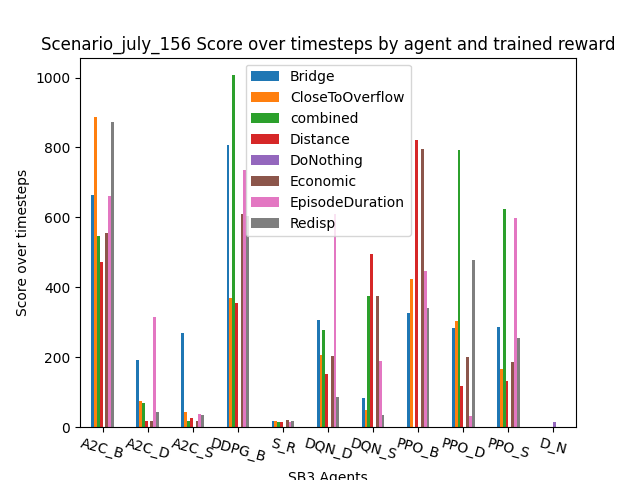 Scenario_july_156 Score over timesteps by agent and trained reward
Score over timesteps
1000
800
600
400
200
0
Bridge
CloseToOverflow
combined
Distance
DoNothing
Economic
EpisodeDuration
Redisp
A2C_B
A2C_D
A2C_S
DDPG_B
S_R
DQN_D
DQN_S
PPO_B
PPO_D
PPO_S
D_N
SB3 Agents